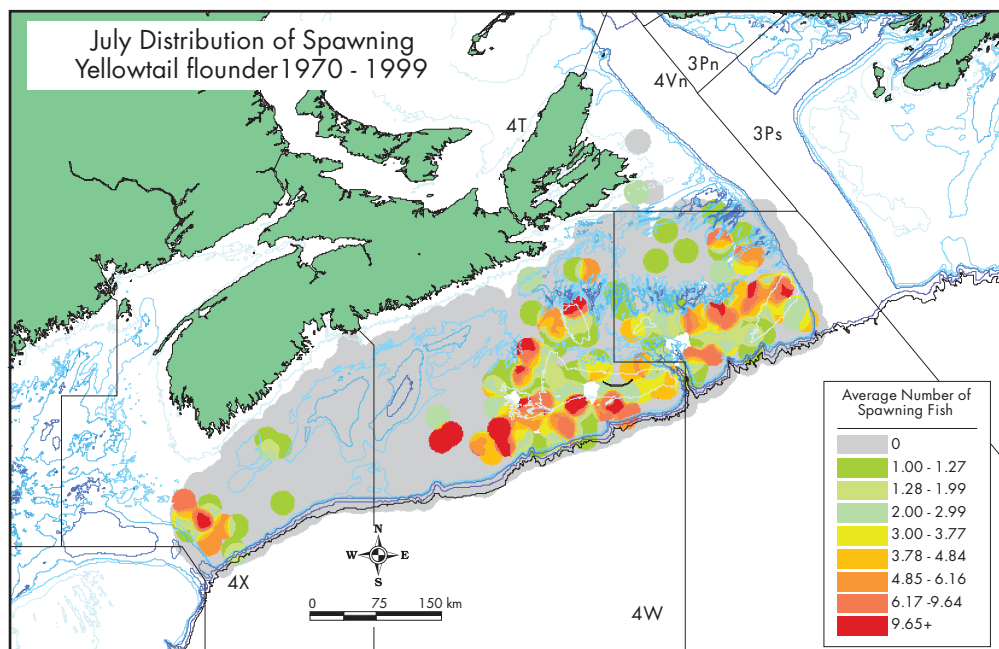 July Distribution of Spawning
Yellowtail flounder1970 - 1999
3Pn
4Vn
3Ps
4T
4X
4W
N
W E
S
0 75 150 km
Average Number of
Spawning Fish
0
1.00 - 1.27
1.28 - 1.99
2.00 - 2.99
3.00 - 3.77
3.78 - 4.84
4.85 - 6.16
6.17 -9.64
9.65+